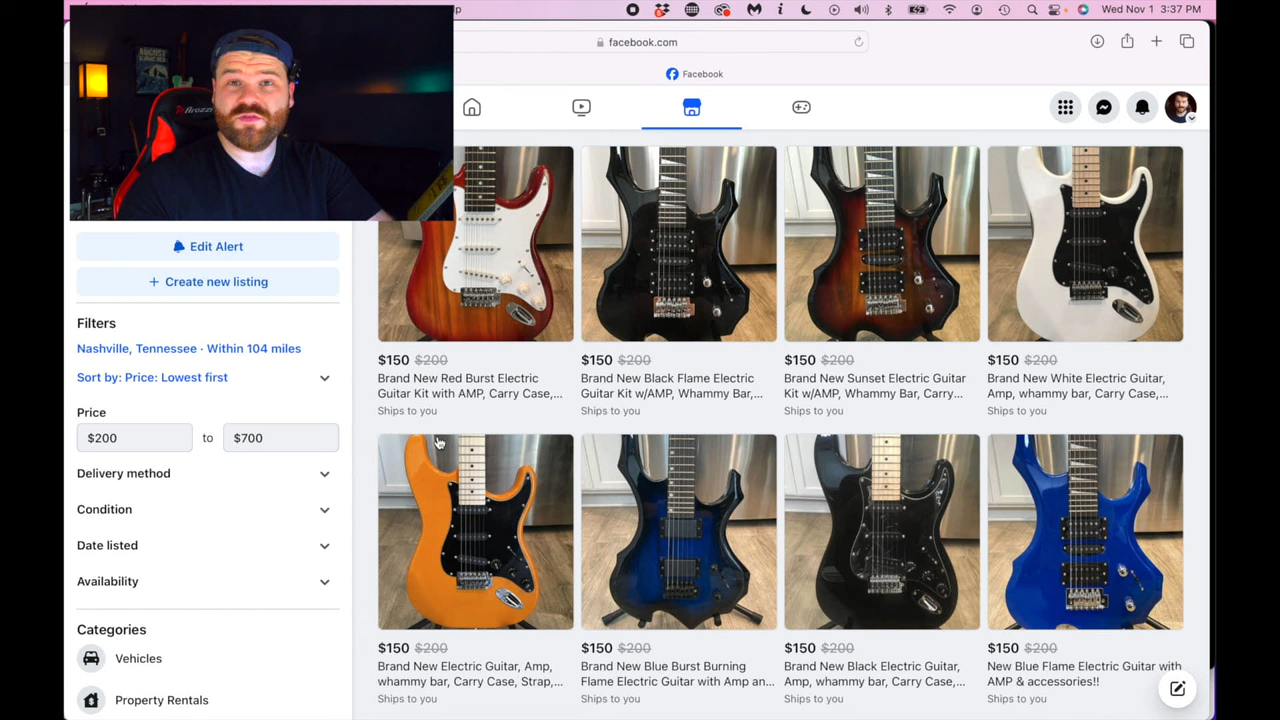 Wed Nov 1 3:37 PM
facebook.com
Facebook
AUGUST
AROZZI
Edit Alert
+ Create new listing
Filters
Nashville, Tennessee · Within 104 miles
Sort by: Price: Lowest first
Price
$200 to $700
Delivery method
Condition
Date listed
Availability
Categories
Vehicles
Property Rentals
$150 $200
Brand New Red Burst Electric
Guitar Kit with AMP, Carry Case,...
Ships to you
$150 $200
Brand New Black Flame Electric
Guitar Kit w/AMP, Whammy Bar,...
Ships to you
$150 $200
Brand New Sunset Electric Guitar
Kit w/AMP, Whammy Bar, Carry...
Ships to you
$150 $200
Brand New White Electric Guitar,
Amp, whammy bar, Carry Case,...
Ships to you
$150 $200
Brand New Electric Guitar, Amp,
whammy bar, Carry Case, Strap,...
Ships to you
$150 $200
Brand New Blue Burst Burning
Flame Electric Guitar with Amp an...
Ships to you
$150 $200
Brand New Black Electric Guitar,
Amp, whammy bar, Carry Case,...
Ships to you
$150 $200
New Blue Flame Electric Guitar with
AMP & accessories!!
Ships to you